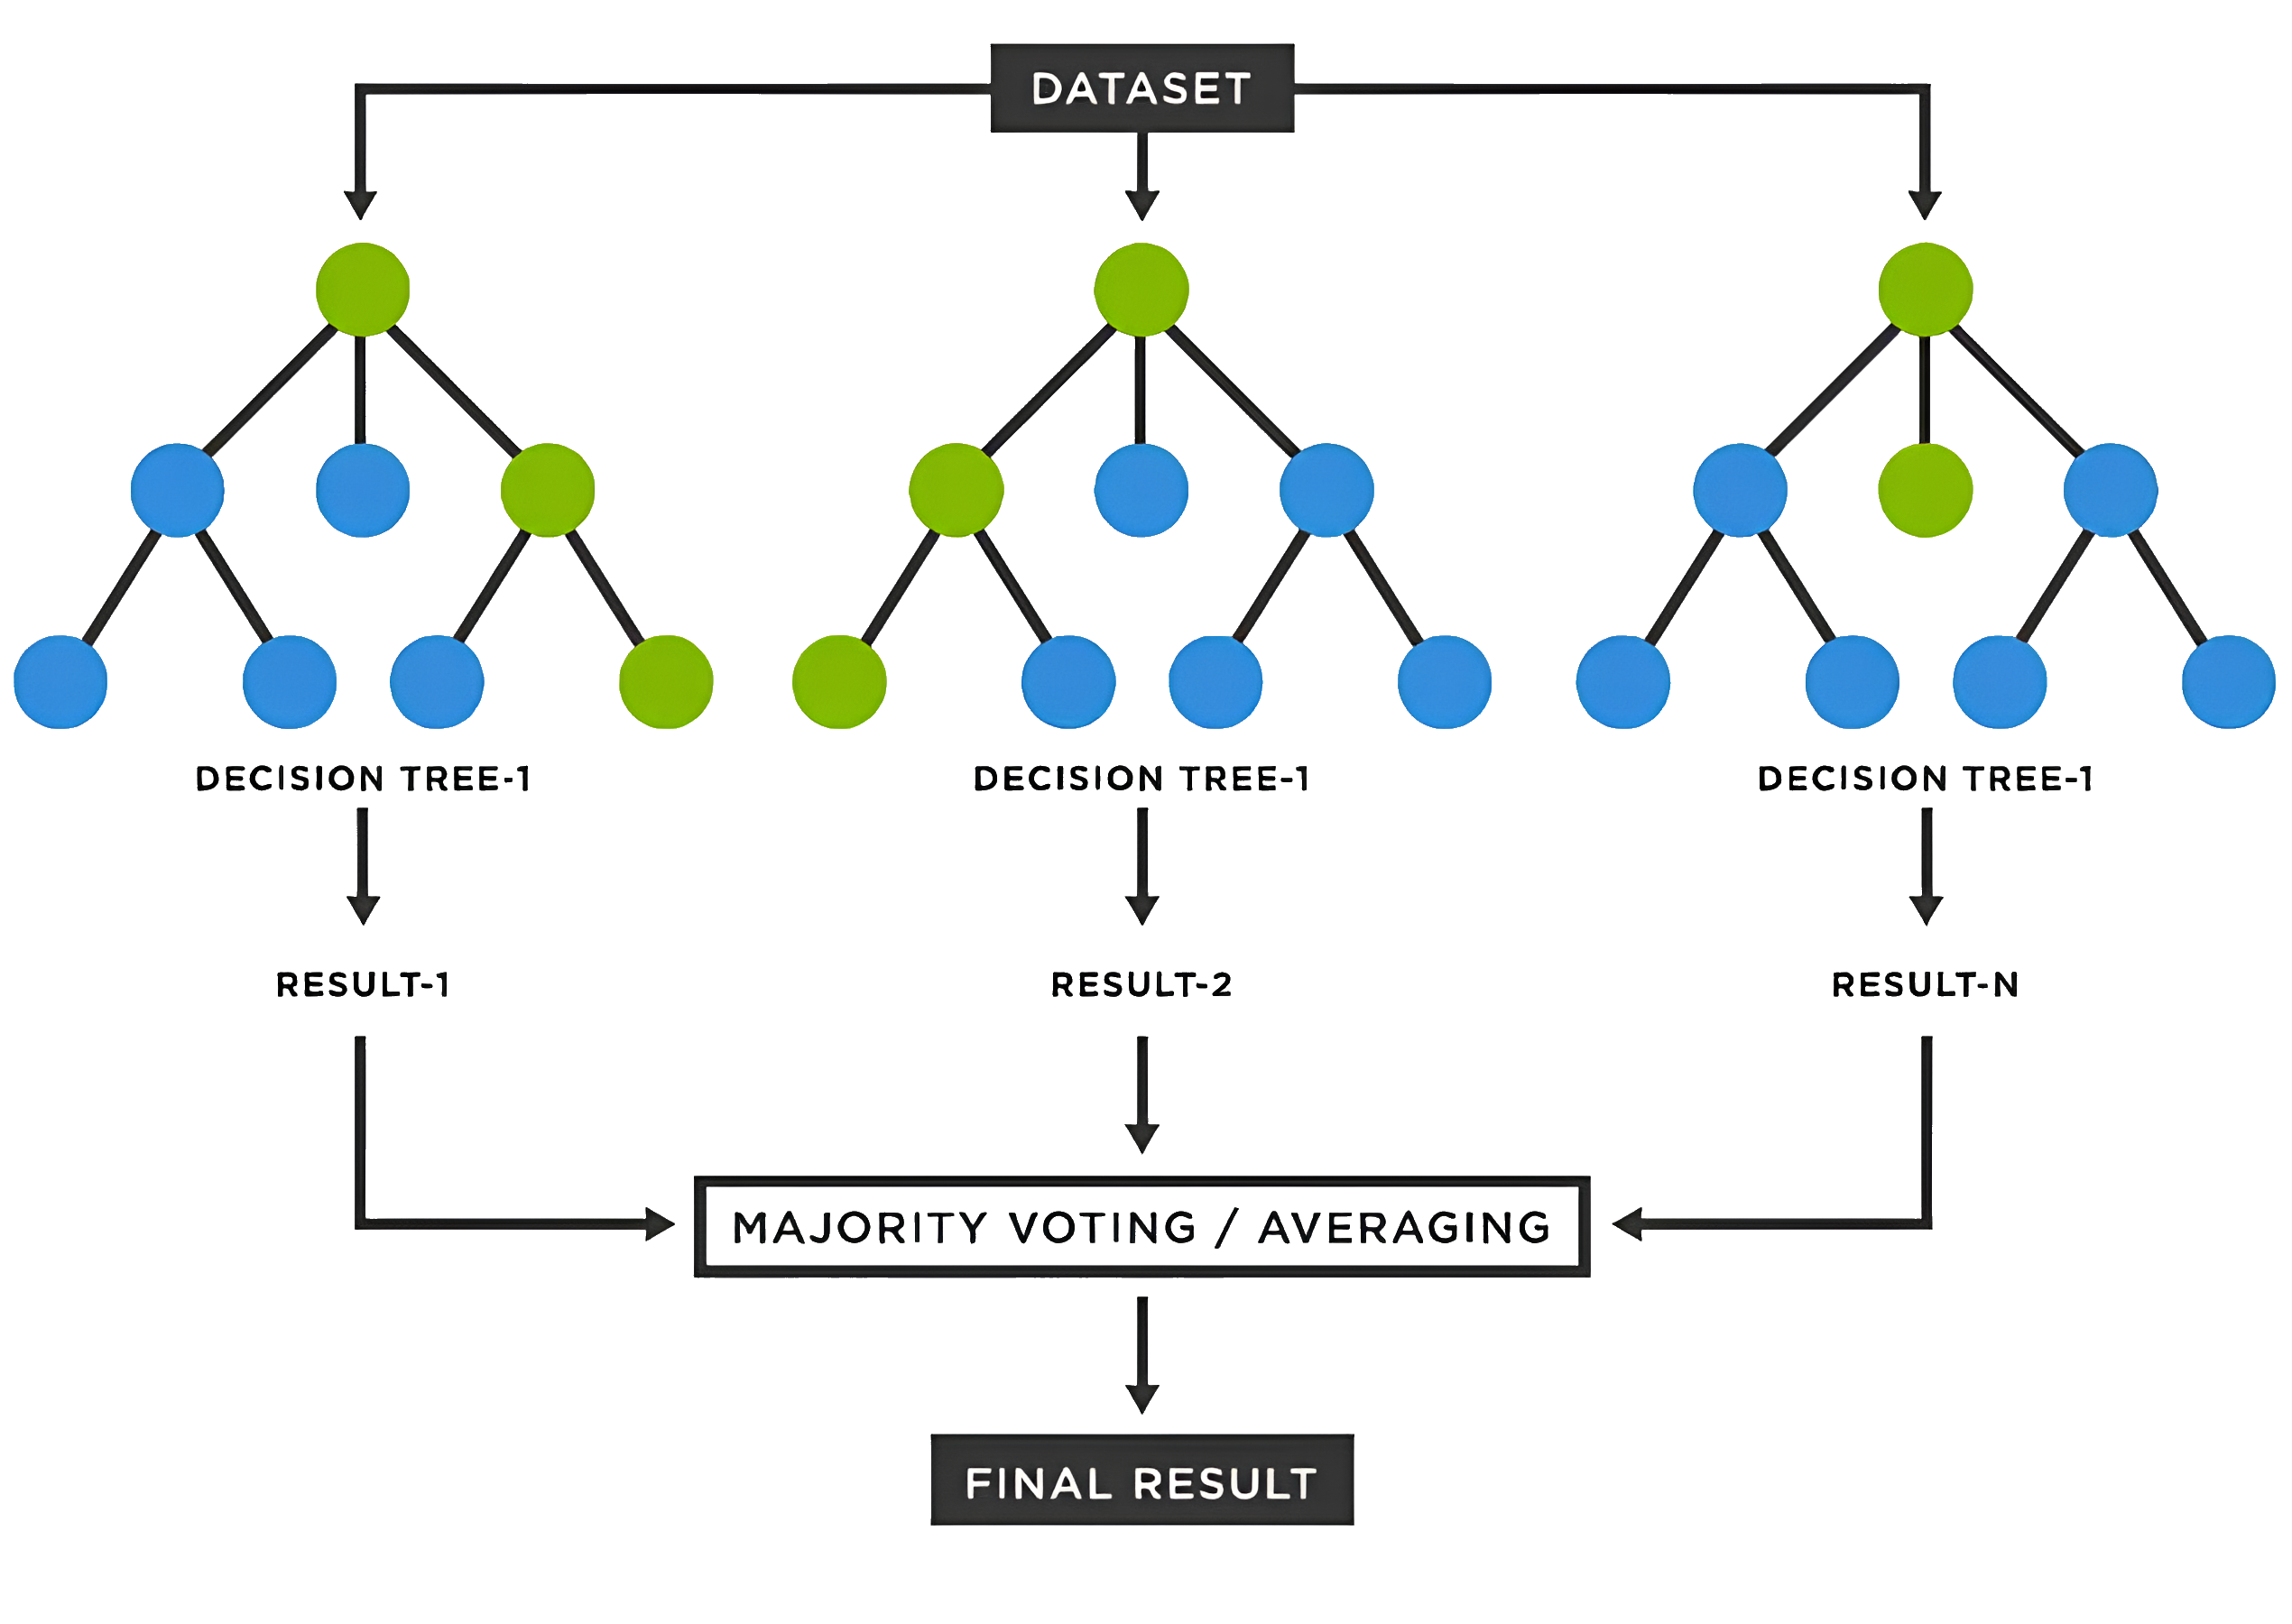 DATASET
DECISION TREE-1
DECISION TREE-1
DECISION TREE-1
RESULT-1
RESULT-2
RESULT-N
MAJORITY VOTING / AVERAGING
FINAL RESULT